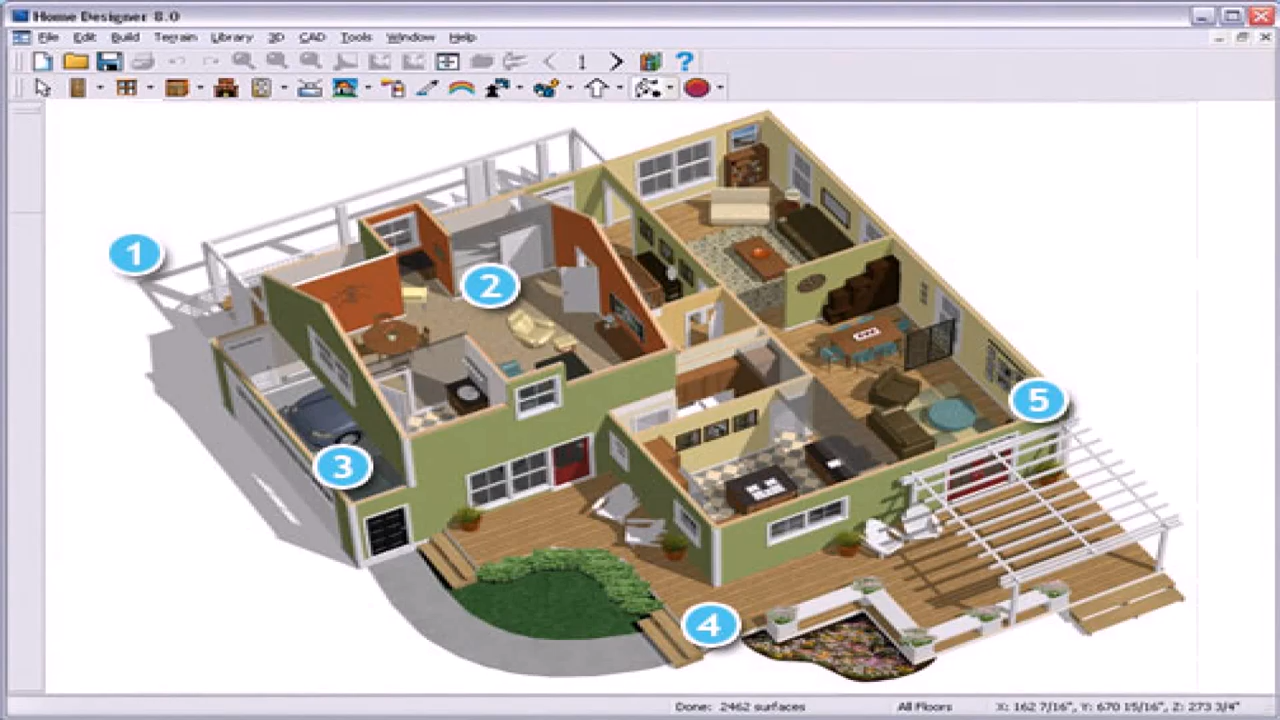 Home Designer 8.0
File Edit Build Terrain Library 3D CAD Tools Window Help
1
1
2
3
4
5
Done: 2462 surfaces All Floors X: 162 7/16", Y: 670 15/16", Z: 273 3/4"